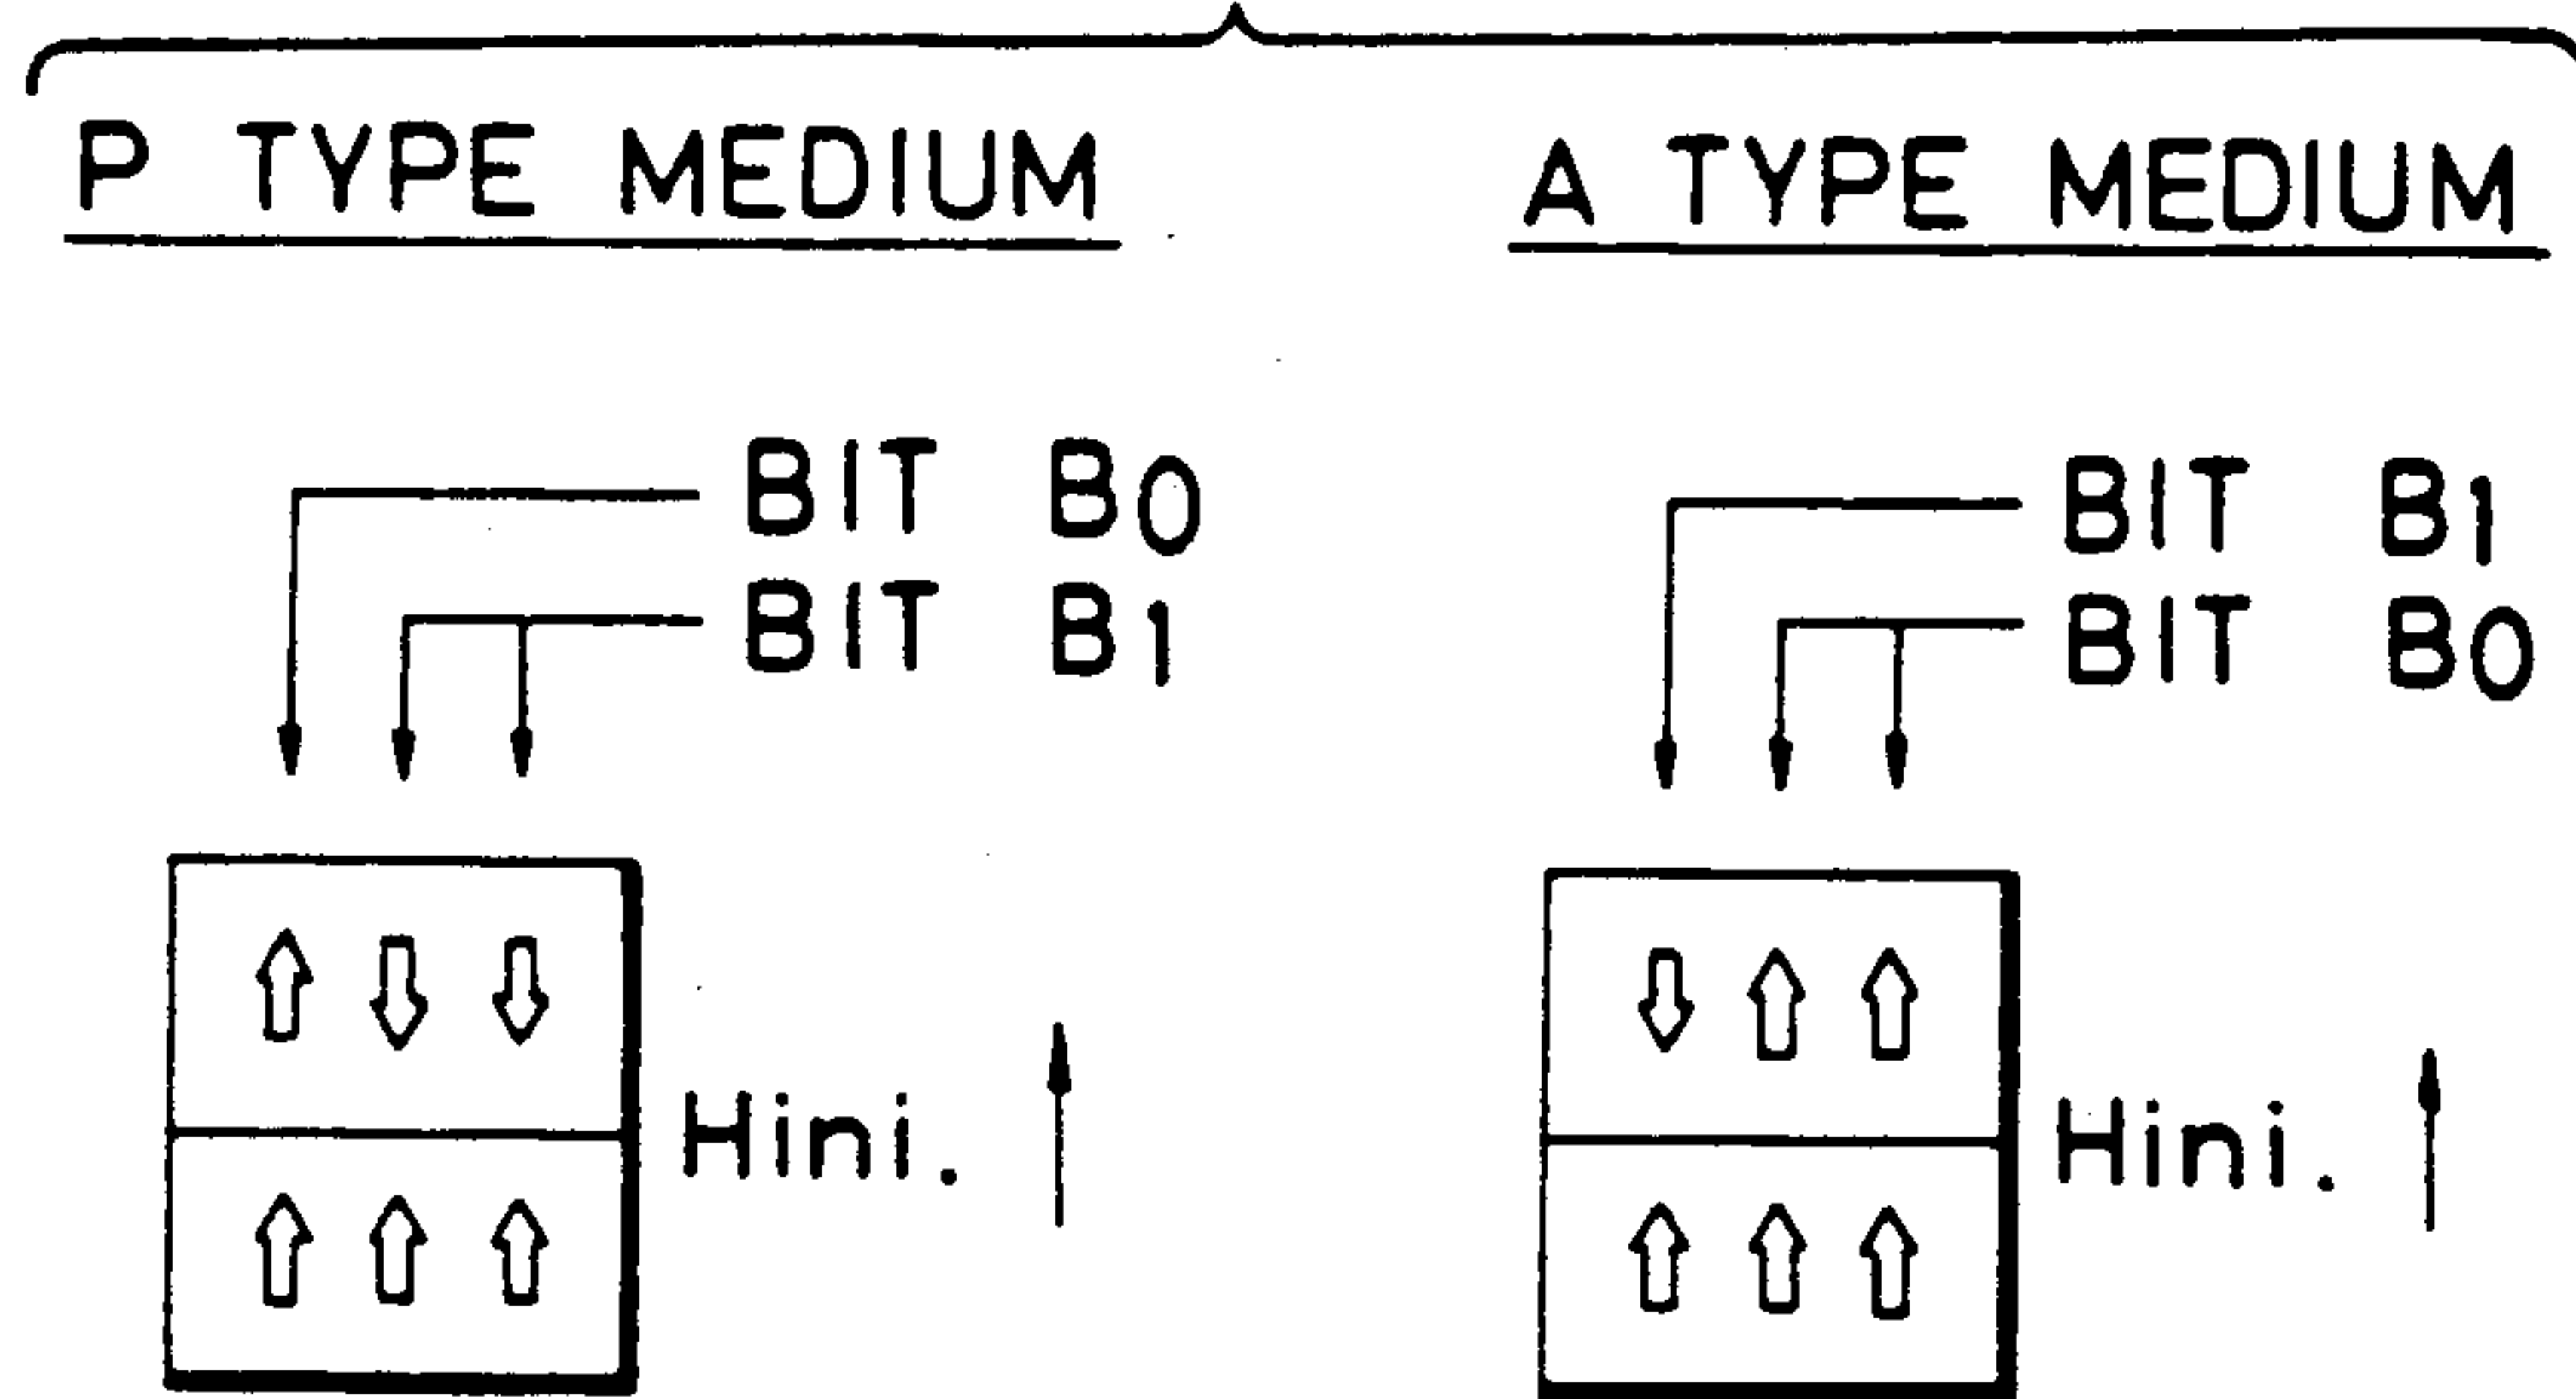 P TYPE MEDIUM
BIT B0
BIT B1
Hini.
A TYPE MEDIUM
BIT B1
BIT B0
Hini.